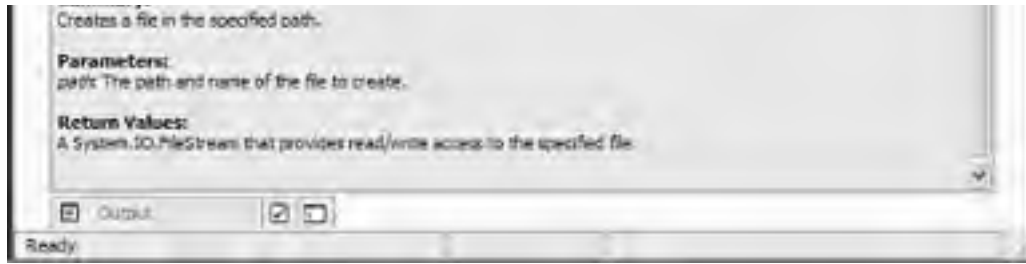 Creates a file in the specified path.
Parameters:
path: The path and name of the file to create.
Return Values:
A System.IO.FileStream that provides read/write access to the specified file.
Output
Ready